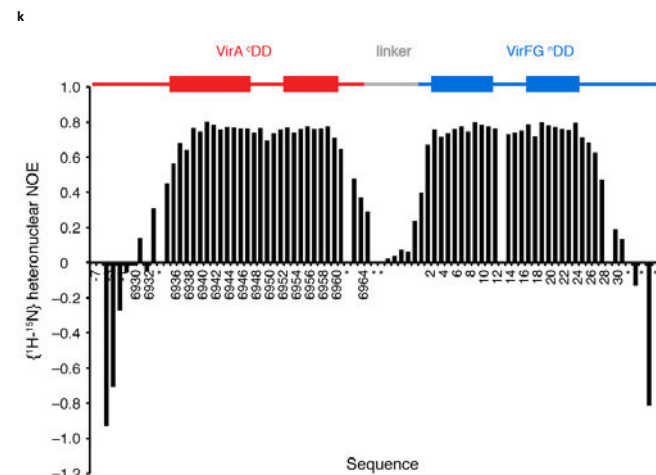 k
VirA ᶜDD linker VirFG ⁿDD
1.0
0.8
0.6
0.4
0.2
0
−0.2
−0.4
−0.6
−0.8
−1.0
−1.2
{¹H-¹⁵N} heteronuclear NOE
-7 6930 6932 6936 6938 6940 6942 6944 6946 6948 6950 6952 6954 6956 6958 6960 6964 2 4 6 8 10 12 14 16 18 20 22 24 26 28 30
Sequence